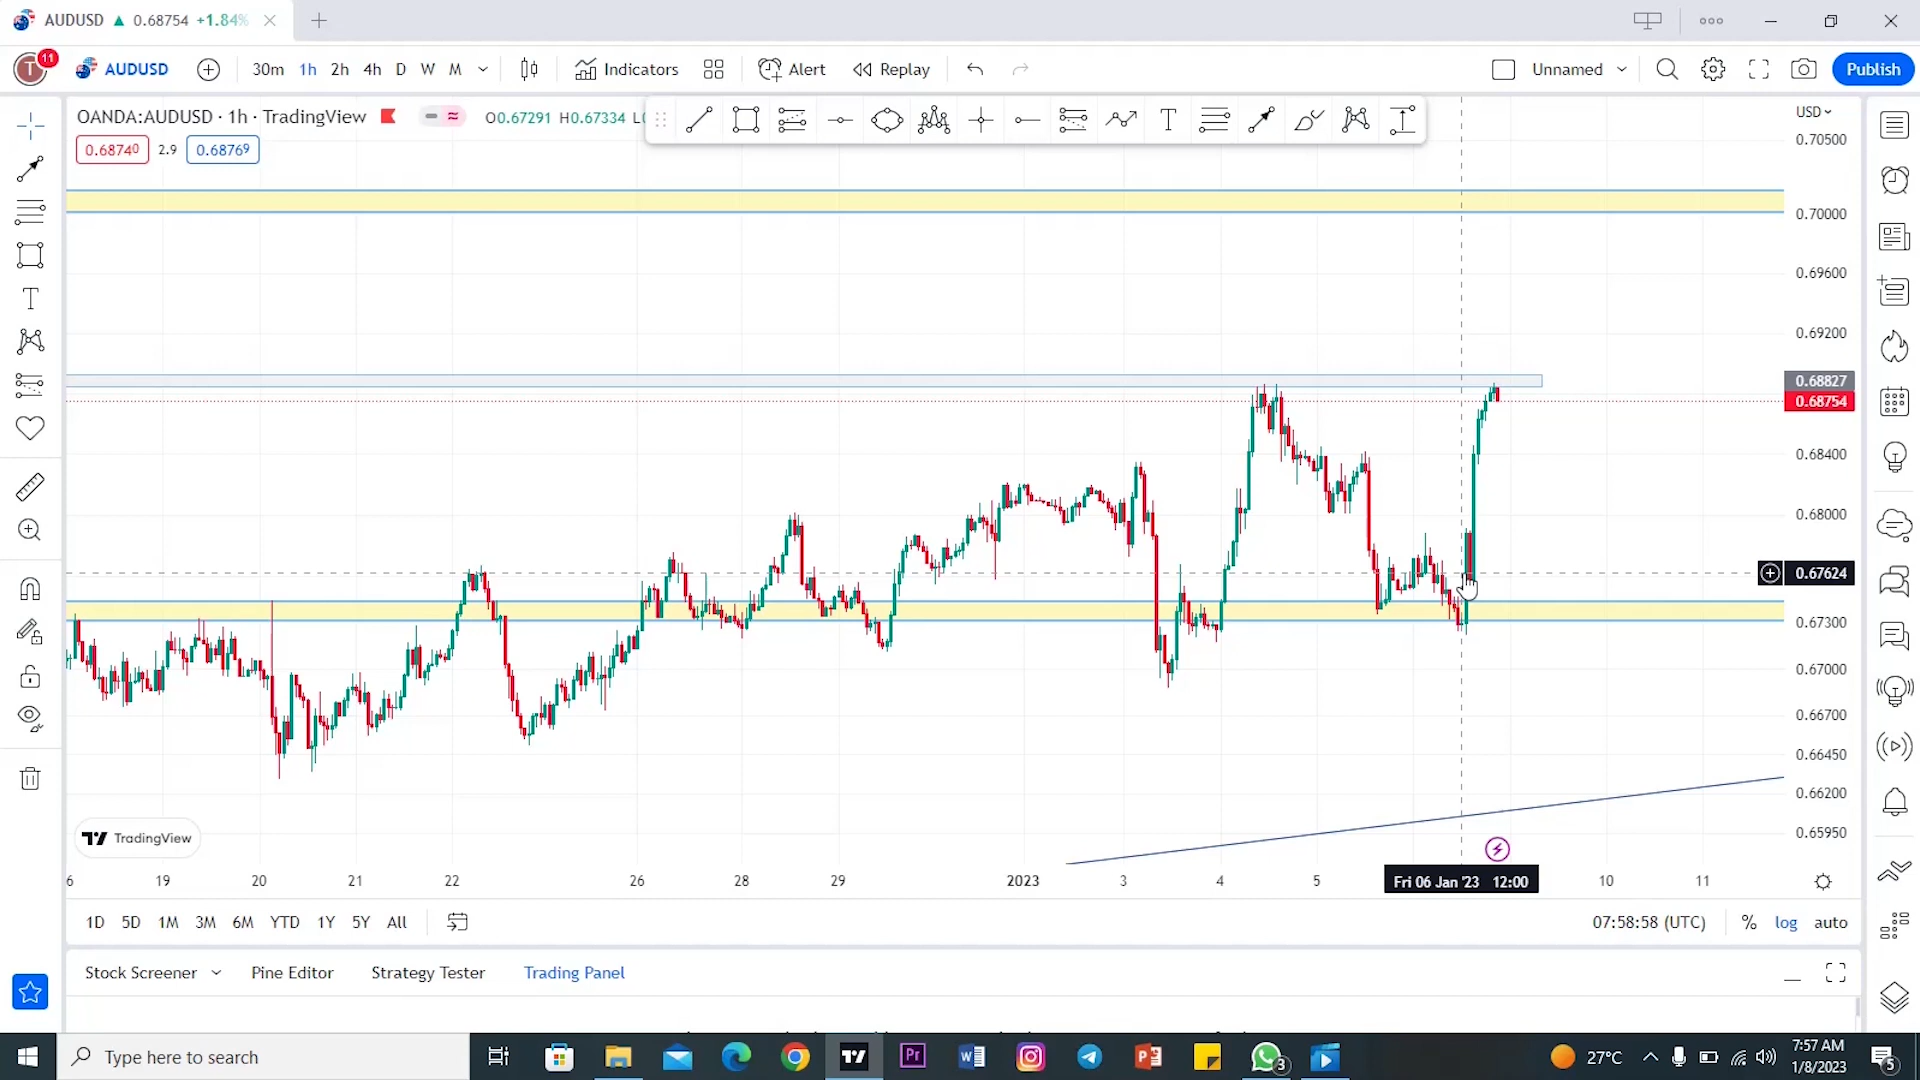 AUDUSD ▲ 0.68754 +1.84%
T 11 AUDUSD 30m 1h 2h 4h D W M Indicators Alert Replay Unnamed Publish
OANDA:AUDUSD · 1h · TradingView O0.67291 H0.67334 L
USD
0.68740 2.9 0.68769
0.70500
0.70000
0.69600
0.69200
0.68827
0.68754
0.68400
0.68000
0.67624
0.67300
0.67000
0.66700
0.66450
0.66200
0.65950
TradingView
6 19 20 21 22 26 28 29 2023 3 4 5 Fri 06 Jan '23 12:00 10 11
1D 5D 1M 3M 6M YTD 1Y 5Y All 07:58:58 (UTC) % log auto
Stock Screener Pine Editor Strategy Tester Trading Panel
Type here to search Pr W P 3 27°C 7:57 AM
1/8/2023 5